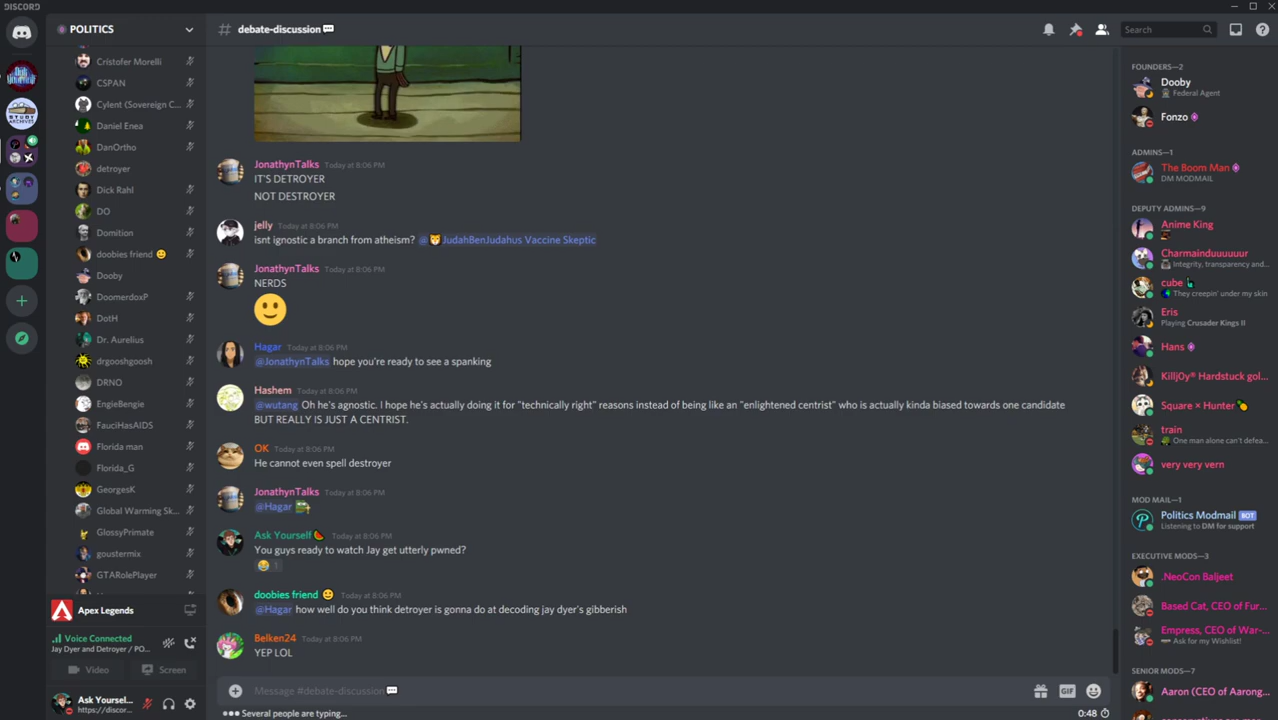 DISCORD
POLITICS
Cristofer Morelli
CSPAN
Cylent (Sovereign C...
Daniel Enea
DanOrtho
detroyer
Dick Rahl
DO
Domition
doobies friend
Dooby
DoomerdoxP
DotH
Dr. Aurelius
drgooshgoosh
DRNO
EngieBengie
FauciHasAIDS
Florida man
Florida_G
GeorgesK
Global Warming Sk...
GlossyPrimate
goustermix
GTARolePlayer
Apex Legends
Voice Connected
Jay Dyer and Detroyer / PO...
Video
Screen
Ask Yoursel...
https://discor...
# debate-discussion
Search
JonathynTalks Today at 8:06 PM
IT'S DETROYER
NOT DESTROYER
jelly Today at 8:06 PM
isnt ignostic a branch from atheism? @ JudahBenJudahus Vaccine Skeptic
JonathynTalks Today at 8:06 PM
NERDS
Hagar Today at 8:06 PM
@JonathynTalks hope you're ready to see a spanking
Hashem Today at 8:06 PM
@wutang Oh he's agnostic. I hope he's actually doing it for "technically right" reasons instead of being like an "enlightened centrist" who is actually kinda biased towards one candidate
BUT REALLY IS JUST A CENTRIST.
OK Today at 8:06 PM
He cannot even spell destroyer
JonathynTalks Today at 8:06 PM
@Hagar
Ask Yourself Today at 8:06 PM
You guys ready to watch Jay get utterly pwned?
1
doobies friend Today at 8:06 PM
@Hagar how well do you think detroyer is gonna do at decoding jay dyer's gibberish
Belken24 Today at 8:06 PM
YEP LOL
Message #debate-discussion
GIF
Several people are typing...
0:48
FOUNDERS—2
Dooby
Federal Agent
Fonzo
ADMINS—1
The Boom Man
DM MODMAIL
DEPUTY ADMINS—9
Anime King
Charmainduuuuuur
Integrity, transparency and...
cube
They creepin' under my skin
Eris
Playing Crusader Kings II
Hans
Killj0y® Hardstuck gol...
Square × Hunter
train
One man alone can't defea...
very very vern
MOD MAIL—1
Politics Modmail BOT
Listening to DM for support
EXECUTIVE MODS—3
.NeoCon Baljeet
Based Cat, CEO of Fur...
Empress, CEO of War-...
Ask for my Wishlist!
SENIOR MODS—7
Aaron (CEO of Aarong...